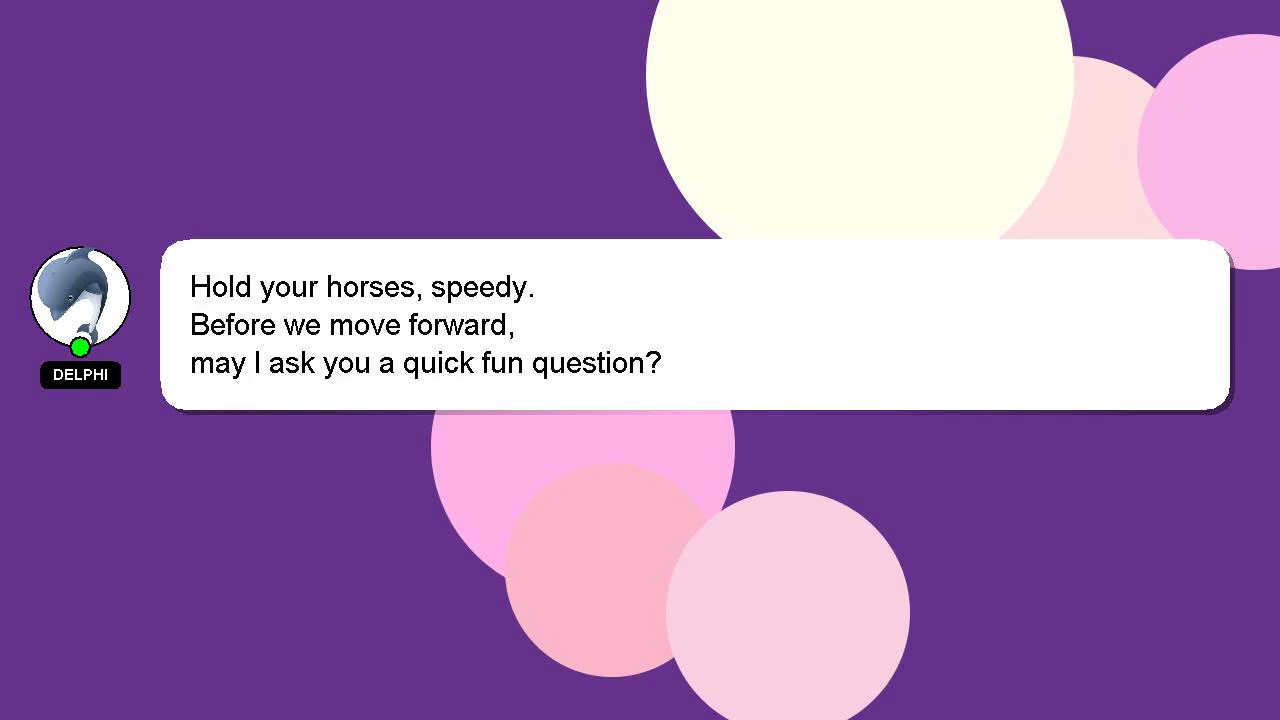 Hold your horses, speedy.
Before we move forward,
may I ask you a quick fun question?
DELPHI